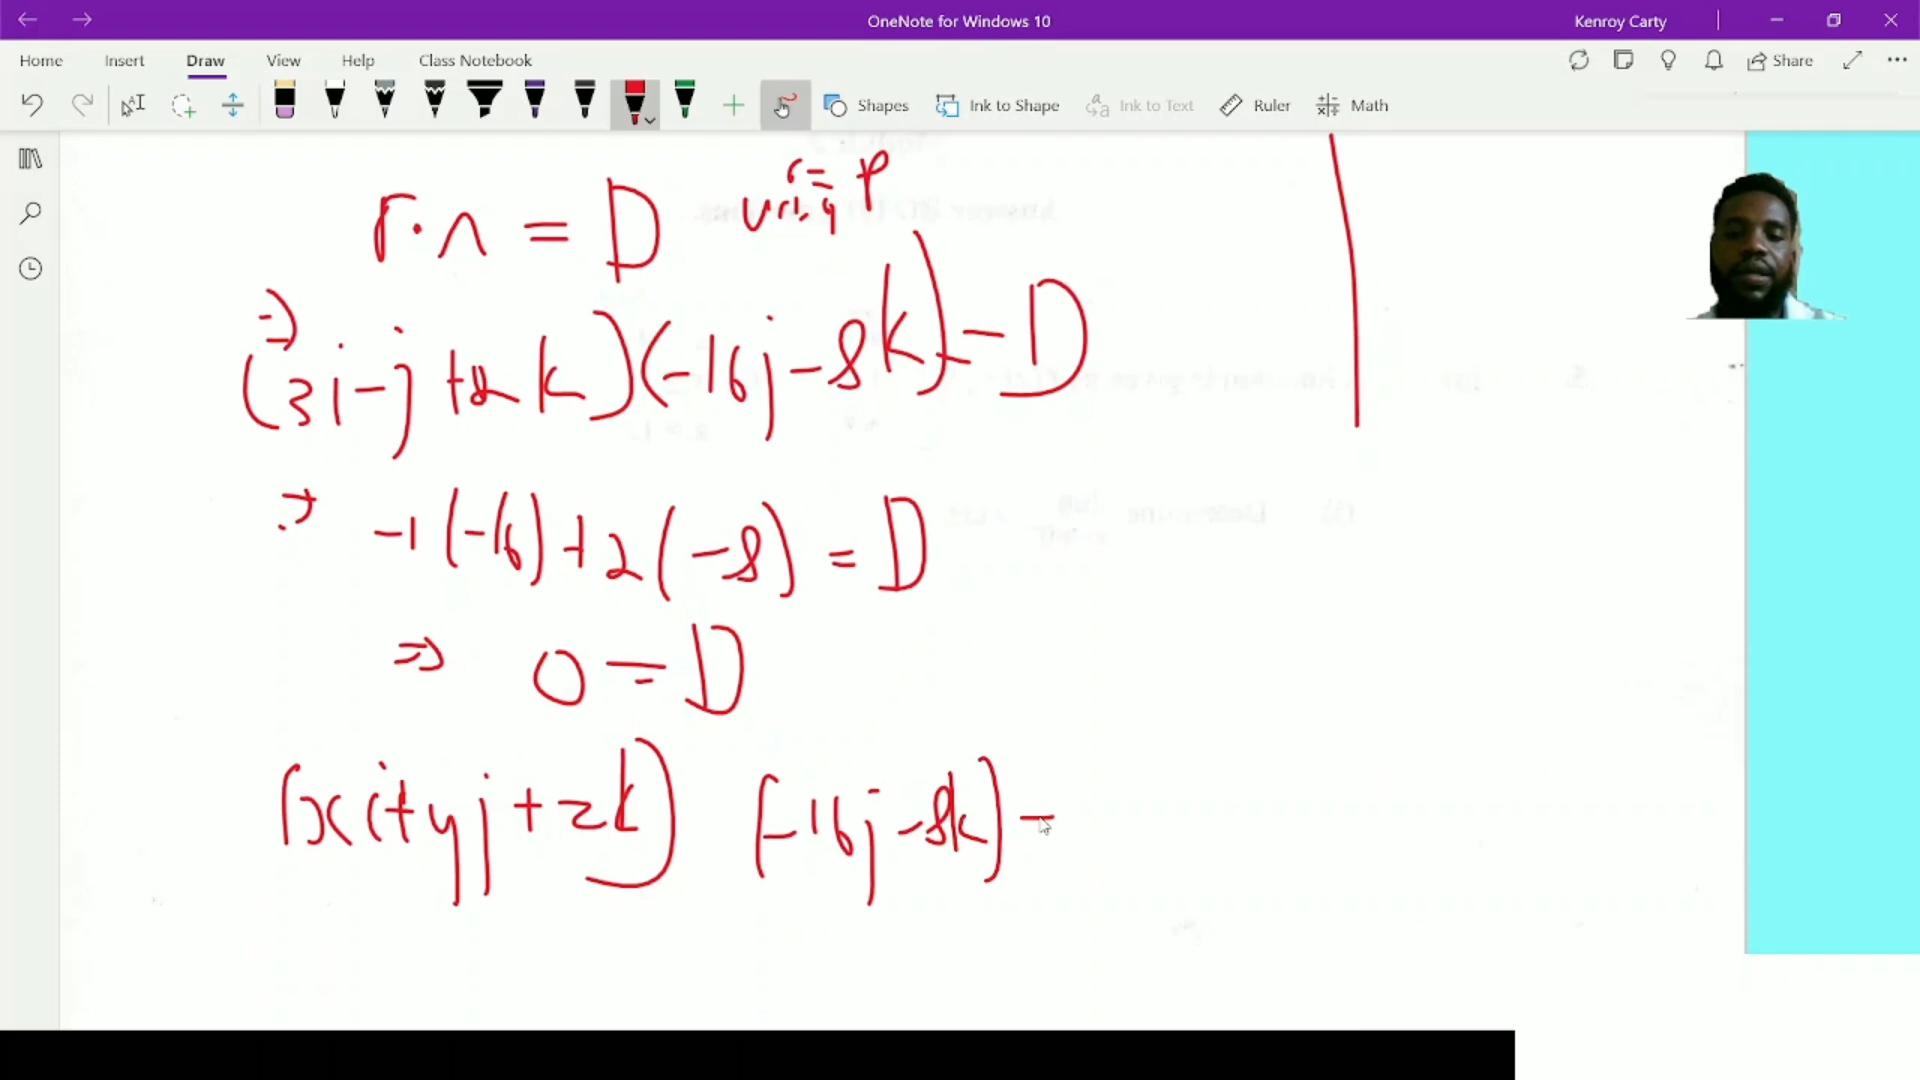 OneNote for Windows 10
Kenroy Carty
Home Insert Draw View Help Class Notebook
Share
Shapes Ink to Shape Ink to Text Ruler Math
r = p
r · n = D
⇒
(3i - j + 2k)(-16j - 8k) = D
⇒ -1(-16) + 2(-8) = D
⇒ 0 = D
(xi + yj + zk) (-16j - 8k) -